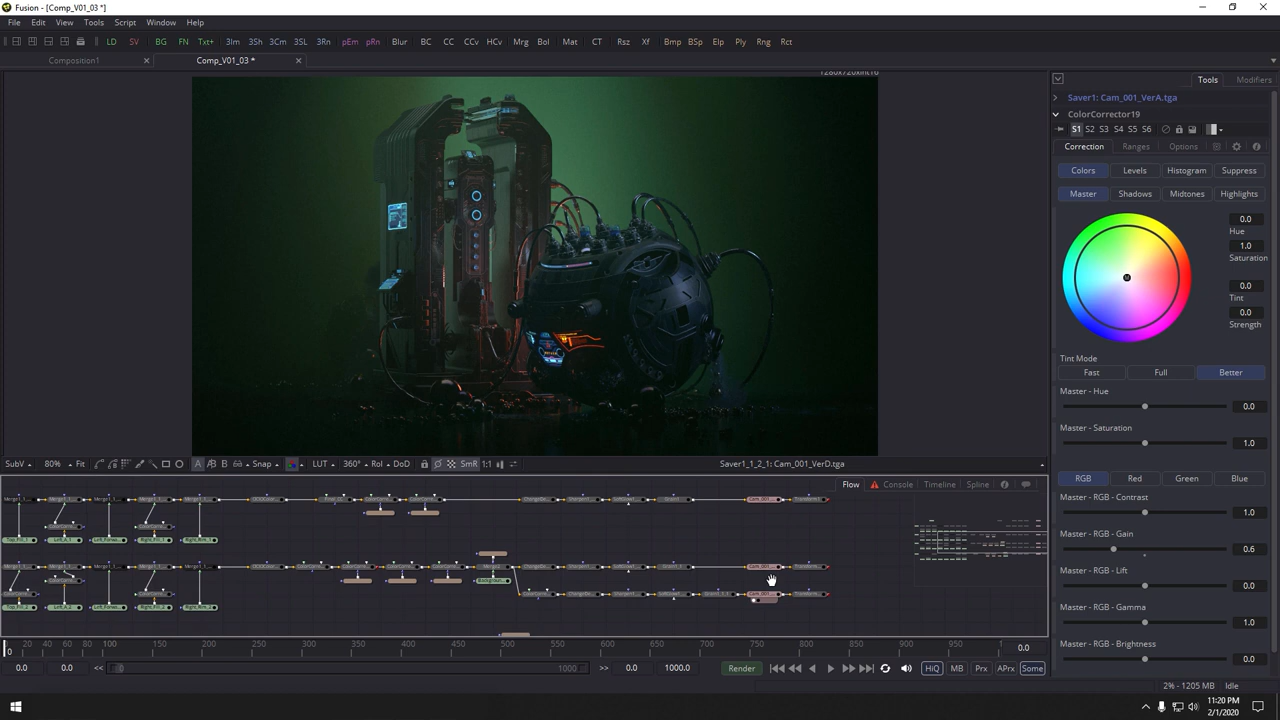 Fusion - [Comp_V01_03 *]
File Edit View Tools Script Window Help
LD SV BG FN Txt+ 3Im 3Sh 3Cm 3SL 3Rn pEm pRn Blur BC CC CCv HCv Mrg Bol Mat CT Rsz Xf Bmp BSp Elp Ply Rng Rct
Composition1 Comp_V01_03 *
Tools Modifiers
Saver1: Cam_001_VerA.tga
ColorCorrector19
S1 S2 S3 S4 S5 S6
Correction Ranges Options
Colors Levels Histogram Suppress
Master Shadows Midtones Highlights
0.0
Hue
1.0
Saturation
0.0
Tint
0.0
Strength
Tint Mode
Fast Full Better
Master - Hue
0.0
Master - Saturation
1.0
RGB Red Green Blue
Master - RGB - Contrast
1.0
Master - RGB - Gain
0.6
Master - RGB - Lift
0.0
Master - RGB - Gamma
1.0
Master - RGB - Brightness
0.0
SubV 80% Fit A B Snap LUT 360° RoI DoD SmR 1:1 Saver1_1_2_1: Cam_001_VerD.tga
Flow Console Timeline Spline
0 20 40 60 80 100 150 200 250 300 350 400 450 500 550 600 650 700 750 800 850 900 950 0.0
0.0 0.0 << 1000 >> 0.0 1000.0 Render HiQ MB Prx APrx Some
2% - 1205 MB Idle
11:20 PM
2/1/2020